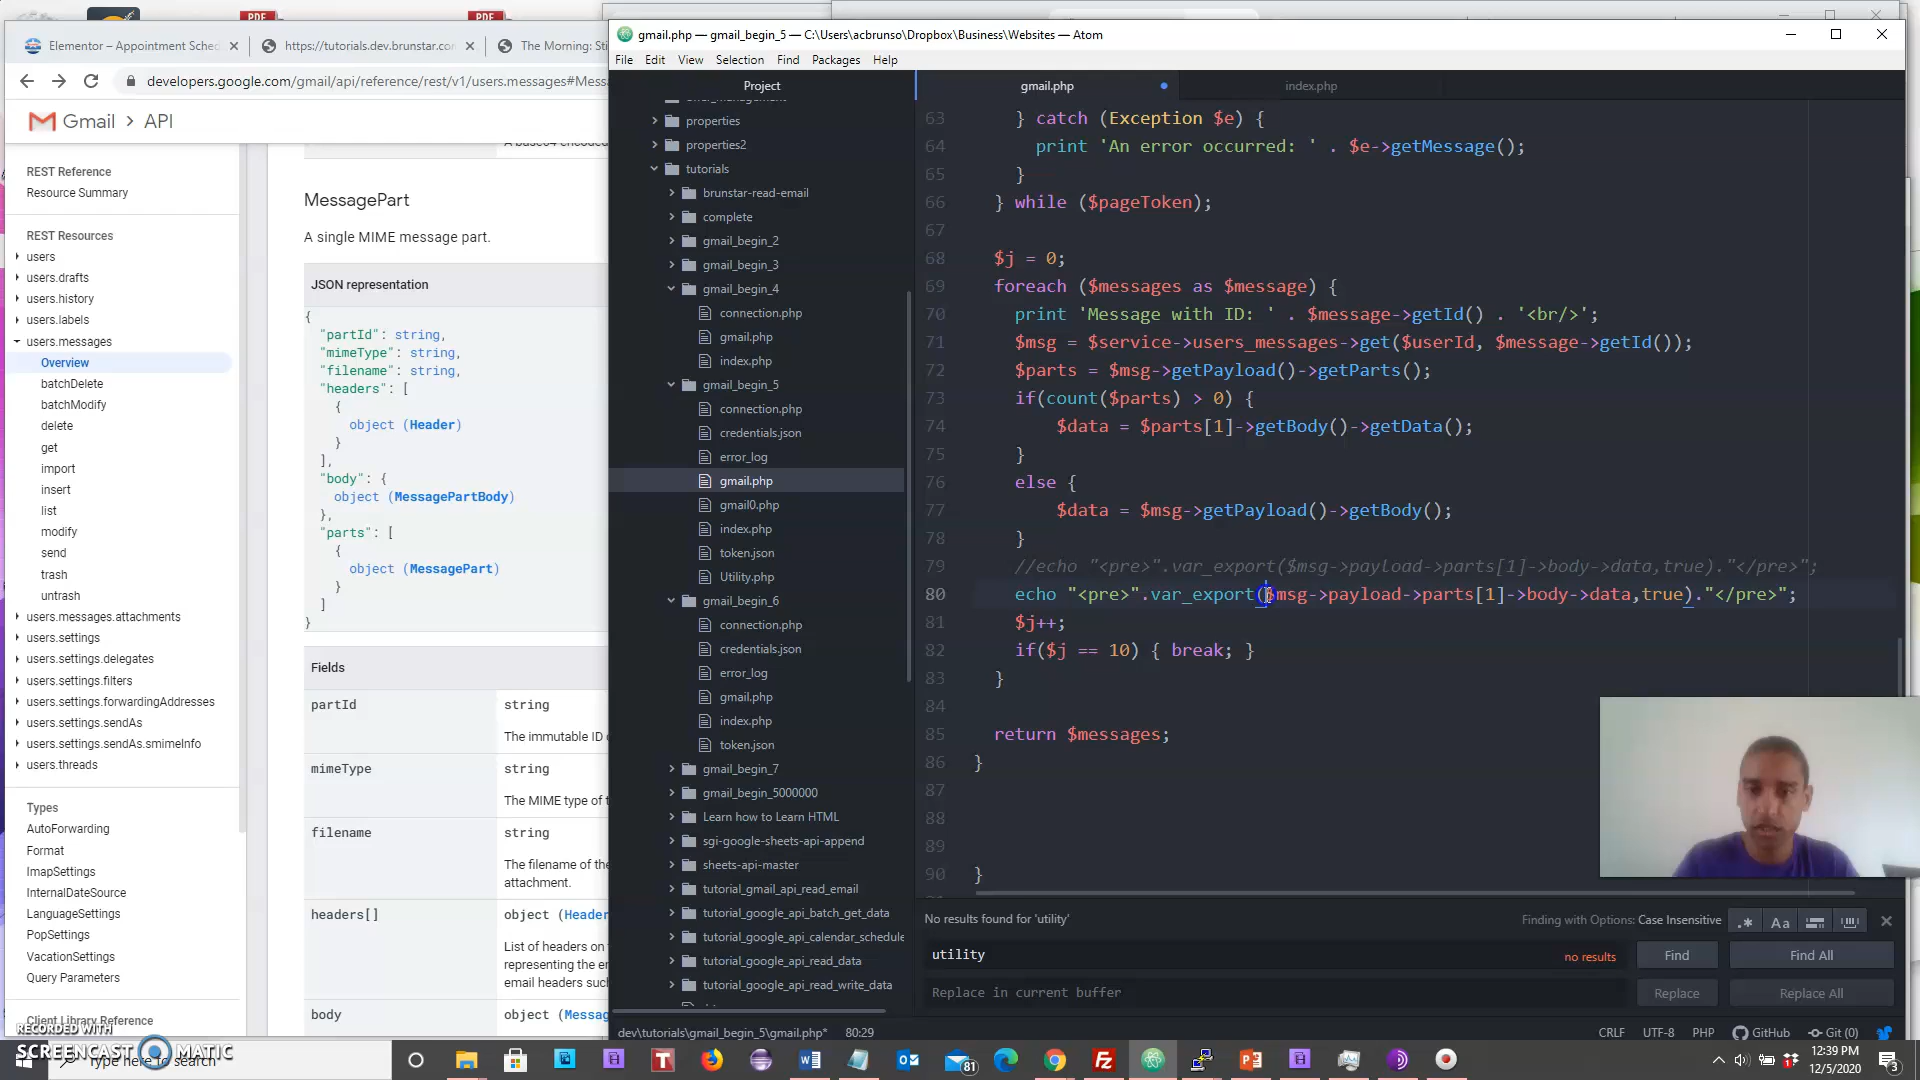 Elementor – Appointment Sched
https://tutorials.dev.brunstar.con
The Morning: Sti
developers.google.com/gmail/api/reference/rest/v1/users.messages#Mess
Gmail > API
REST Reference
Resource Summary
REST Resources
users
users.drafts
users.history
users.labels
users.messages
Overview
batchDelete
batchModify
delete
get
import
insert
list
modify
send
trash
untrash
users.messages.attachments
users.settings
users.settings.delegates
users.settings.filters
users.settings.forwardingAddresses
users.settings.sendAs
users.settings.sendAs.smimeInfo
users.threads
Types
AutoForwarding
Format
ImapSettings
InternalDateSource
LanguageSettings
PopSettings
VacationSettings
Query Parameters
Client Library Reference
MessagePart
A single MIME message part.
JSON representation
{
"partId": string,
"mimeType": string,
"filename": string,
"headers": [
{
object (Header)
}
],
"body": {
object (MessagePartBody)
},
"parts": [
{
object (MessagePart)
}
]
}
Fields
partId
string
The immutable ID
mimeType
string
The MIME type of
filename
string
The filename of the
attachment.
headers[]
object (Header
List of headers on
representing the e
email headers suc
body
object (Messag
gmail.php — gmail_begin_5 — C:\Users\acbrunso\Dropbox\Business\Websites — Atom
File Edit View Selection Find Packages Help
Project
properties
properties2
tutorials
brunstar-read-email
complete
gmail_begin_2
gmail_begin_3
gmail_begin_4
connection.php
gmail.php
index.php
gmail_begin_5
connection.php
credentials.json
error_log
gmail.php
gmail0.php
index.php
token.json
Utility.php
gmail_begin_6
connection.php
credentials.json
error_log
gmail.php
index.php
token.json
gmail_begin_7
gmail_begin_5000000
Learn how to Learn HTML
sgi-google-sheets-api-append
sheets-api-master
tutorial_gmail_api_read_email
tutorial_google_api_batch_get_data
tutorial_google_api_calendar_schedule
tutorial_google_api_read_data
tutorial_google_api_read_write_data
gmail.php
index.php
63 } catch (Exception $e) {
64 print 'An error occurred: ' . $e->getMessage();
65 }
66 } while ($pageToken);
67
68 $j = 0;
69 foreach ($messages as $message) {
70 print 'Message with ID: ' . $message->getId() . '<br/>';
71 $msg = $service->users_messages->get($userId, $message->getId());
72 $parts = $msg->getPayload()->getParts();
73 if(count($parts) > 0) {
74 $data = $parts[1]->getBody()->getData();
75 }
76 else {
77 $data = $msg->getPayload()->getBody();
78 }
79 //echo "<pre>".var_export($msg->payload->parts[1]->body->data,true)."</pre>";
80 echo "<pre>".var_export($msg->payload->parts[1]->body->data,true)."</pre>";
81 $j++;
82 if($j == 10) { break; }
83 }
84
85 return $messages;
86 }
87
88
89
90 }
No results found for 'utility'
Finding with Options: Case Insensitive
.* Aa
utility
no results
Find
Find All
Replace in current buffer
Replace
Replace All
dev\tutorials\gmail_begin_5\gmail.php* 80:29
CRLF UTF-8 PHP GitHub Git (0)
RECORDED WITH
SCREENCAST MATIC
Type here to search
81
12:39 PM
12/5/2020
3